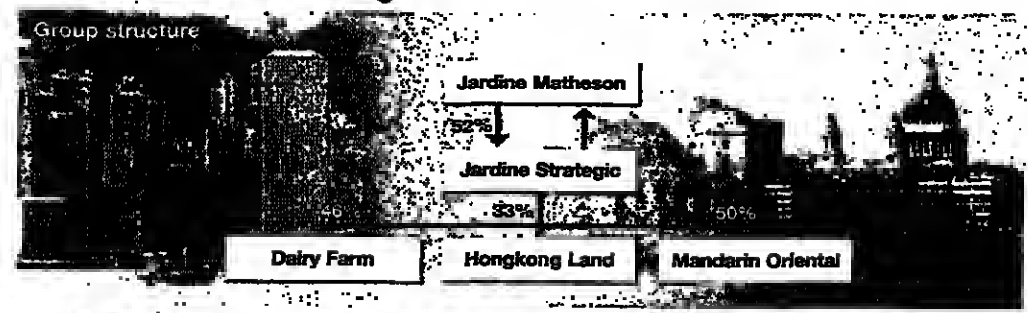 Group structure
Jardine Matheson
52%
Jardine Strategic
46
33%
50%
Dairy Farm
Hongkong Land
Mandarin Oriental